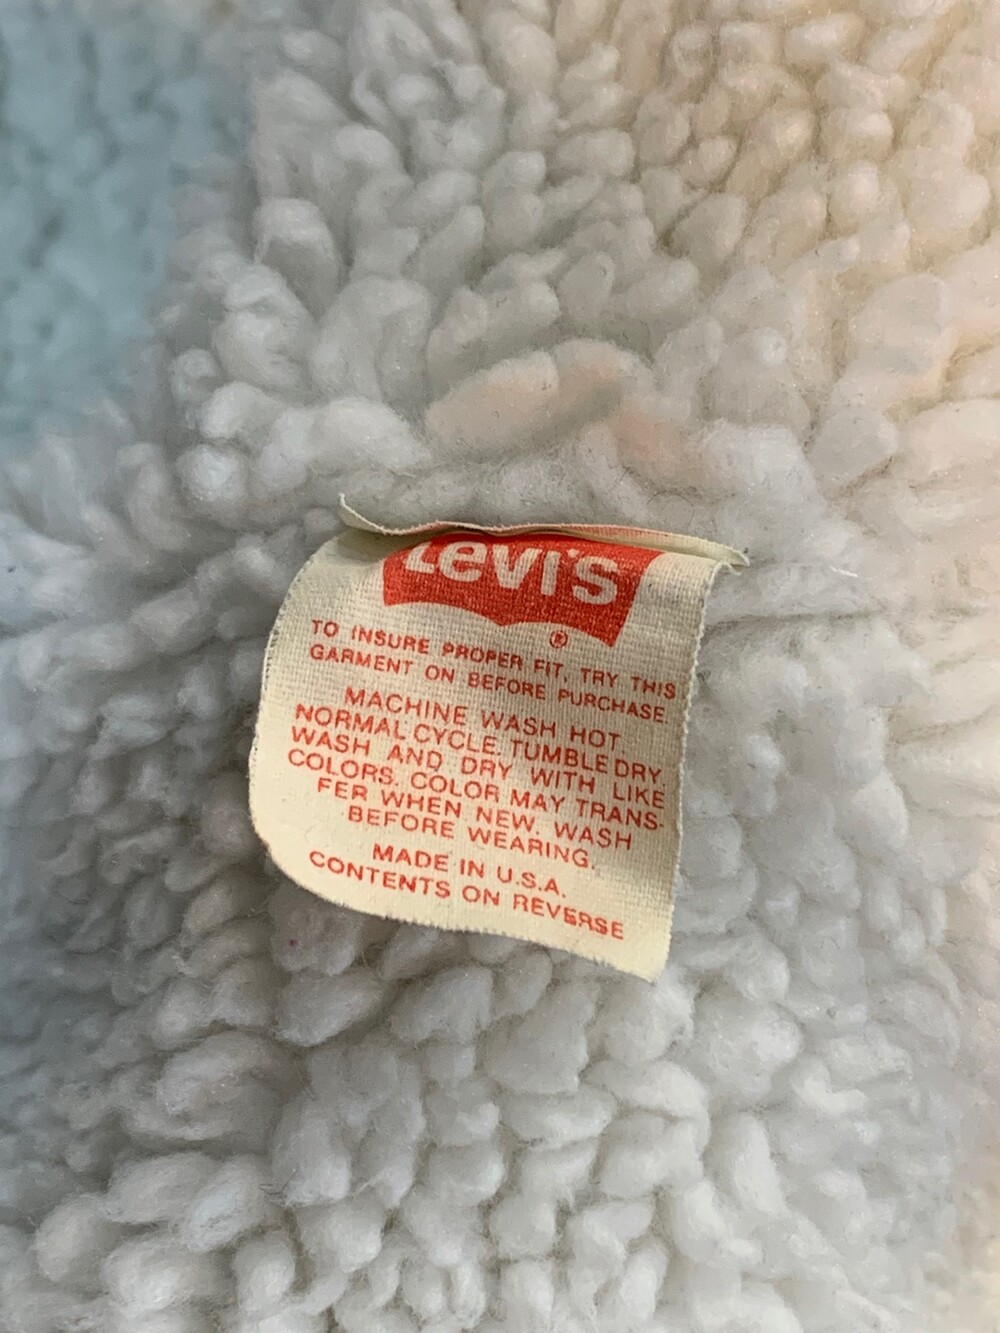 Levi's
®
TO INSURE PROPER FIT, TRY THIS
GARMENT ON BEFORE PURCHASE.
MACHINE WASH HOT,
NORMAL CYCLE. TUMBLE DRY.
WASH AND DRY WITH LIKE
COLORS. COLOR MAY TRANS-
FER WHEN NEW. WASH
BEFORE WEARING.
MADE IN U.S.A.
CONTENTS ON REVERSE